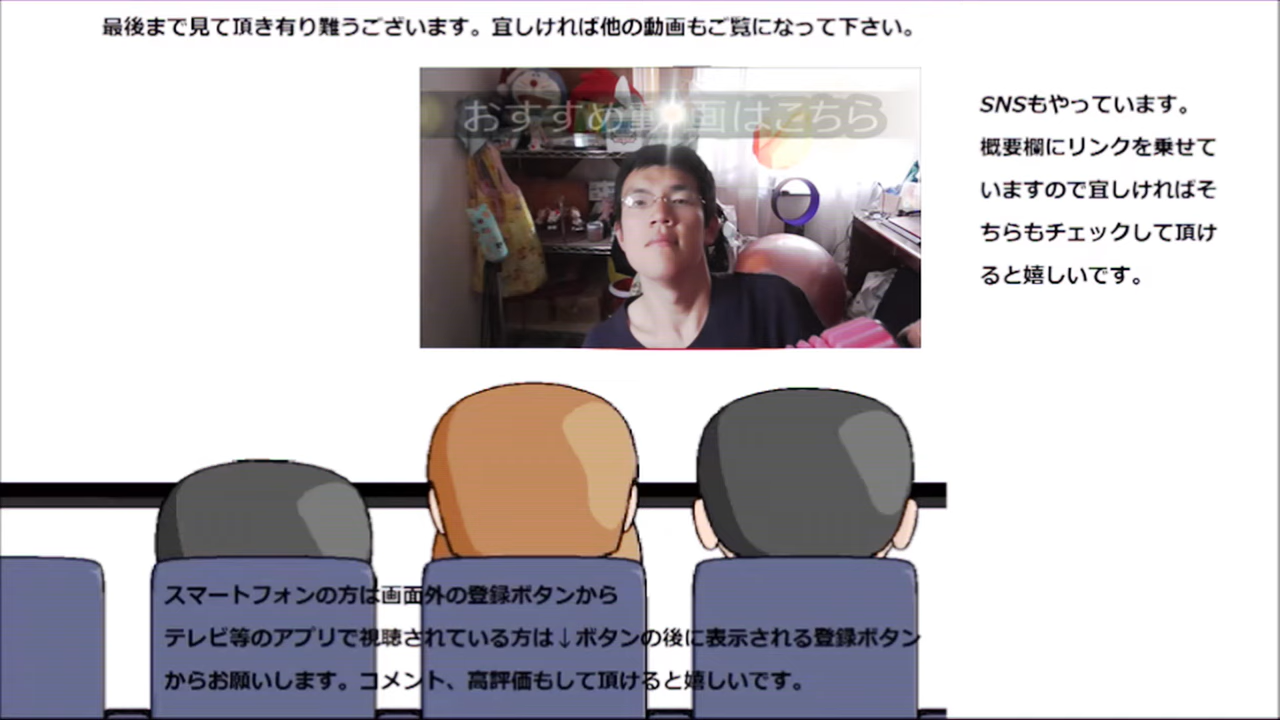 最後まで見て頂き有り難うございます。宜しければ他の動画もご覧になって下さい。
おすすめ動画はこちら
SNSもやっています。
概要欄にリンクを乗せて
いますので宜しければそ
ちらもチェックして頂け
ると嬉しいです。
スマートフォンの方は画面外の登録ボタンから
テレビ等のアプリで視聴されている方は↓ボタンの後に表示される登録ボタン
からお願いします。コメント、高評価もして頂けると嬉しいです。